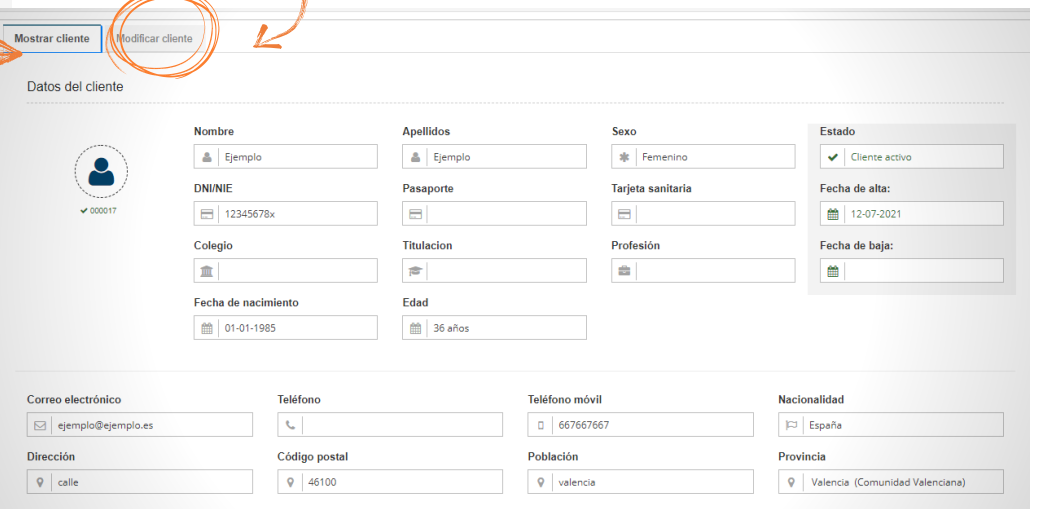 Mostrar cliente Modificar cliente
Datos del cliente
Nombre Apellidos Sexo Estado
Ejemplo Ejemplo Femenino Cliente activo
DNI/NIE Pasaporte Tarjeta sanitaria Fecha de alta:
000017 12345678x 12-07-2021
Colegio Titulacion Profesión Fecha de baja:
Fecha de nacimiento Edad
01-01-1985 36 años
Correo electrónico Teléfono Teléfono móvil Nacionalidad
ejemplo@ejemplo.es 667667667 España
Dirección Código postal Población Provincia
calle 46100 valencia Valencia (Comunidad Valenciana)